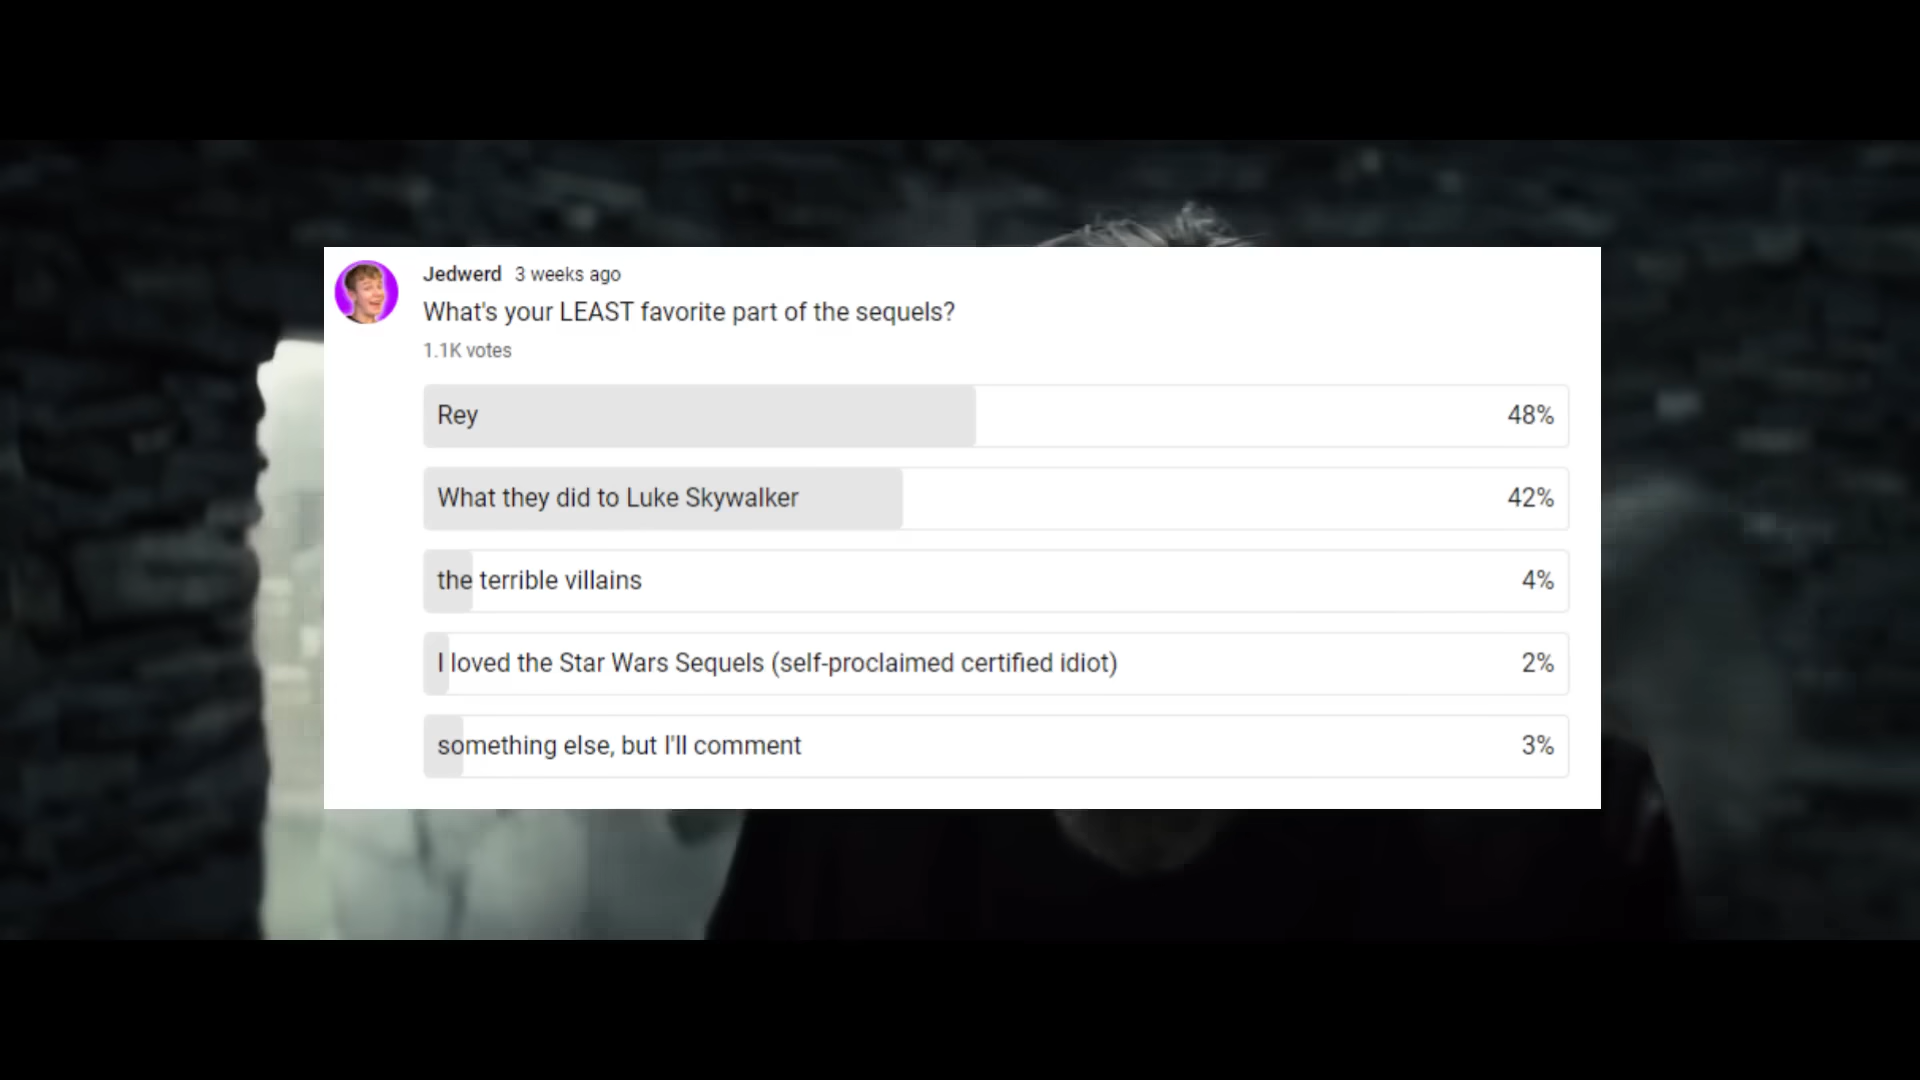 Jedwerd 3 weeks ago
What's your LEAST favorite part of the sequels?
1.1K votes
Rey 48%
What they did to Luke Skywalker 42%
the terrible villains 4%
I loved the Star Wars Sequels (self-proclaimed certified idiot) 2%
something else, but I'll comment 3%